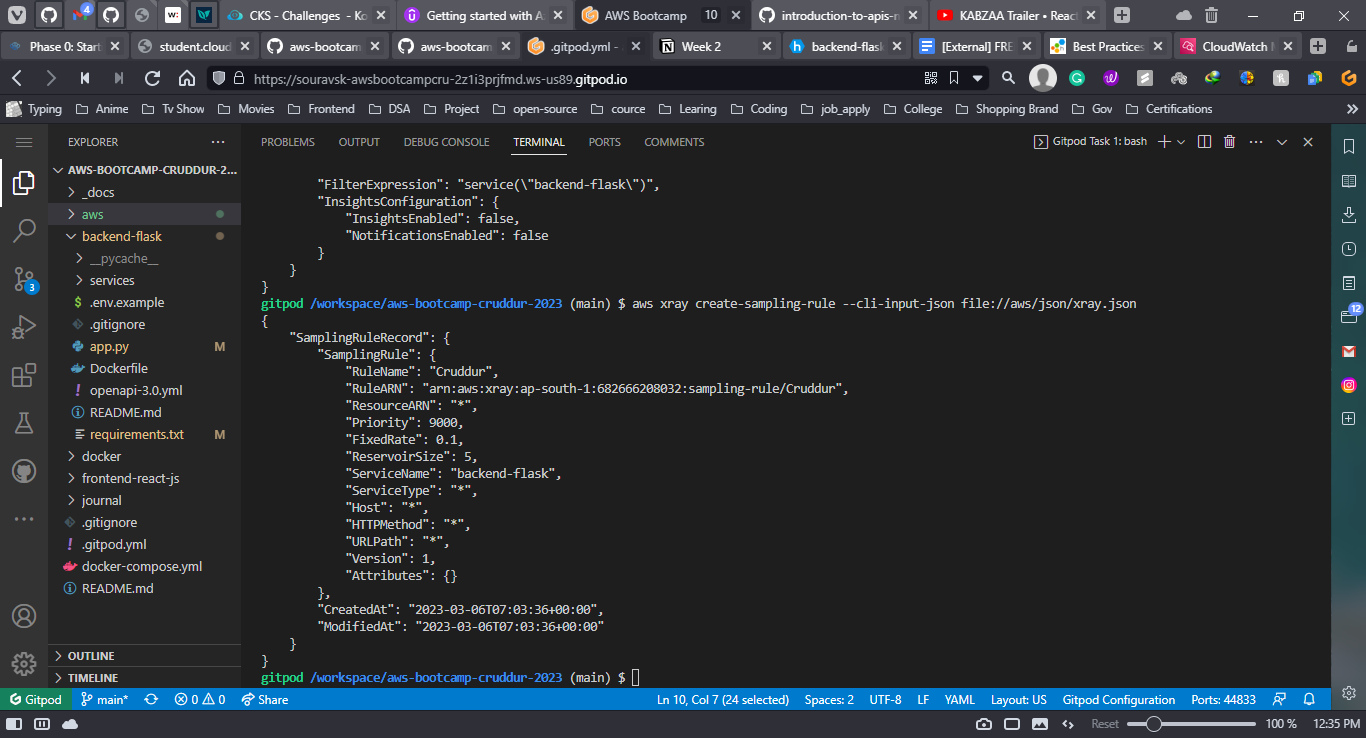 4
CKS - Challenges - Ko
Getting started with A
AWS Bootcamp
10
introduction-to-apis-n
KABZAA Trailer • Reac
Phase 0: Start
student.cloud
aws-bootcam
aws-bootcam
.gitpod.yml -
Week 2
backend-flask
[External] FRE
Best Practices
CloudWatch M
https://souravsk-awsbootcampcru-2z1i3prjfmd.ws-us89.gitpod.io
Typing
Anime
Tv Show
Movies
Frontend
DSA
Project
open-source
cource
Learing
Coding
job_apply
College
Shopping Brand
Gov
Certifications
EXPLORER
PROBLEMS
OUTPUT
DEBUG CONSOLE
TERMINAL
PORTS
COMMENTS
Gitpod Task 1: bash
AWS-BOOTCAMP-CRUDDUR-2...
_docs
aws
backend-flask
__pycache__
services
$ .env.example
.gitignore
app.py M
Dockerfile
! openapi-3.0.yml
README.md
requirements.txt M
docker
frontend-react-js
journal
.gitignore
! .gitpod.yml
docker-compose.yml
README.md
OUTLINE
TIMELINE
3
12
"FilterExpression": "service(\"backend-flask\")",
"InsightsConfiguration": {
"InsightsEnabled": false,
"NotificationsEnabled": false
}
}
}
gitpod /workspace/aws-bootcamp-cruddur-2023 (main) $ aws xray create-sampling-rule --cli-input-json file://aws/json/xray.json
{
"SamplingRuleRecord": {
"SamplingRule": {
"RuleName": "Cruddur",
"RuleARN": "arn:aws:xray:ap-south-1:682666208032:sampling-rule/Cruddur",
"ResourceARN": "*",
"Priority": 9000,
"FixedRate": 0.1,
"ReservoirSize": 5,
"ServiceName": "backend-flask",
"ServiceType": "*",
"Host": "*",
"HTTPMethod": "*",
"URLPath": "*",
"Version": 1,
"Attributes": {}
},
"CreatedAt": "2023-03-06T07:03:36+00:00",
"ModifiedAt": "2023-03-06T07:03:36+00:00"
}
}
gitpod /workspace/aws-bootcamp-cruddur-2023 (main) $
Gitpod
main*
0
0
Share
Ln 10, Col 7 (24 selected)
Spaces: 2
UTF-8
LF
YAML
Layout: US
Gitpod Configuration
Ports: 44833
Reset
100 %
12:35 PM